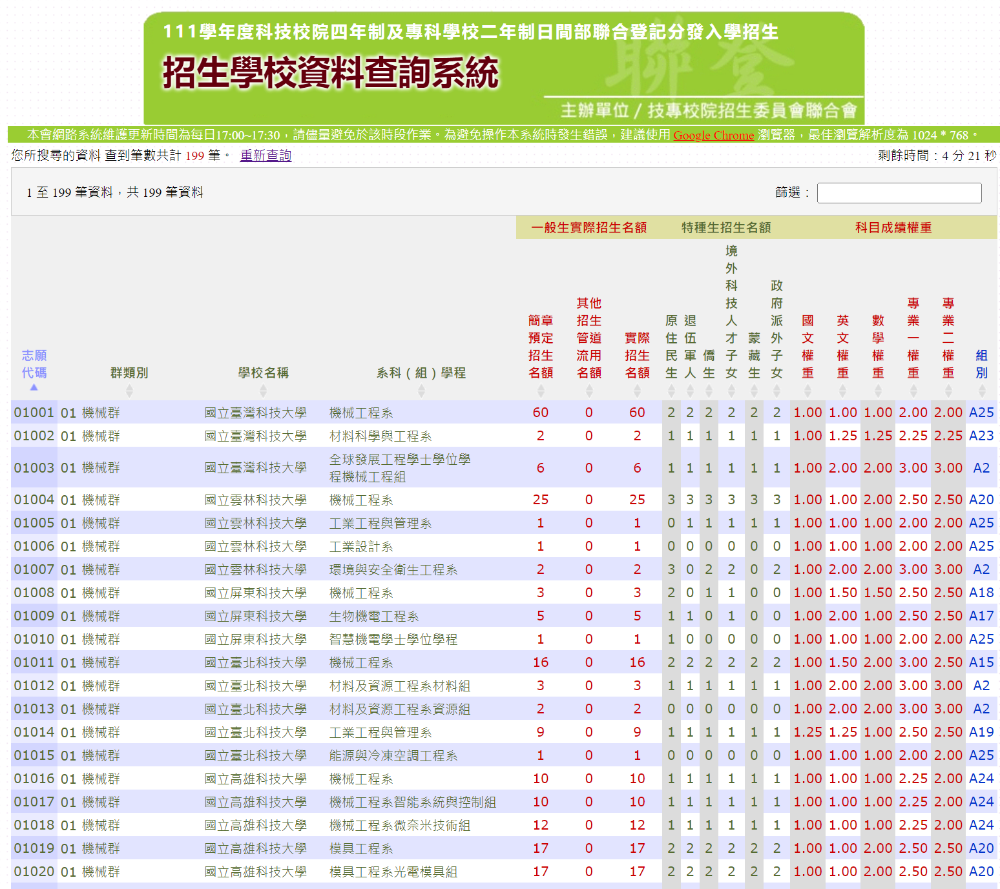 111學年度科技校院四年制及專科學校二年制日間部聯合登記分發入學招生
招生學校資料查詢系統
聯登
主辦單位 / 技專校院招生委員會聯合會
本會網路系統維護更新時間為每日17:00~17:30，請儘量避免於該時段作業。為避免操作本系統時發生錯誤，建議使用 Google Chrome 瀏覽器，最佳瀏覽解析度為 1024 * 768。
您所搜尋的資料 查到筆數共計 199 筆。 重新查詢 剩餘時間：4 分 21 秒
1 至 199 筆資料，共 199 筆資料 篩選：
一般生實際招生名額 特種生招生名額 科目成績權重
志願代碼 群類別 學校名稱 系科（組）學程 簡章預定招生名額 其他招生管道流用名額 實際招生名額 原住民生 退伍軍人 僑生 境外科技人才子女 蒙藏生 政府派外子女 國文權重 英文權重 數學權重 專業一權重 專業二權重 組別
01001 01 機械群 國立臺灣科技大學 機械工程系 60 0 60 2 2 2 2 2 2 1.00 1.00 1.00 2.00 2.00 A25
01002 01 機械群 國立臺灣科技大學 材料科學與工程系 2 0 2 1 1 1 1 1 1 1.00 1.25 1.25 2.25 2.25 A23
01003 01 機械群 國立臺灣科技大學 全球發展工程學士學位學程機械工程組 6 0 6 1 1 1 1 1 1 1.00 2.00 2.00 3.00 3.00 A2
01004 01 機械群 國立雲林科技大學 機械工程系 25 0 25 3 3 3 3 3 3 1.00 1.00 2.00 2.50 2.50 A20
01005 01 機械群 國立雲林科技大學 工業工程與管理系 1 0 1 0 1 1 1 1 1 1.00 1.00 1.00 2.00 2.00 A25
01006 01 機械群 國立雲林科技大學 工業設計系 1 0 1 0 0 0 0 0 0 1.00 1.00 1.00 2.00 2.00 A25
01007 01 機械群 國立雲林科技大學 環境與安全衛生工程系 2 0 2 3 0 2 2 0 2 1.00 2.00 2.00 3.00 3.00 A2
01008 01 機械群 國立屏東科技大學 機械工程系 3 0 3 2 0 1 1 0 0 1.00 1.50 1.50 2.50 2.50 A18
01009 01 機械群 國立屏東科技大學 生物機電工程系 5 0 5 1 1 0 1 0 0 1.00 2.00 1.00 2.50 2.50 A17
01010 01 機械群 國立屏東科技大學 智慧機電學士學位學程 1 0 1 1 0 0 0 0 0 1.00 1.00 1.00 2.00 2.00 A25
01011 01 機械群 國立臺北科技大學 機械工程系 16 0 16 2 2 2 2 2 2 1.00 1.50 2.00 3.00 2.50 A15
01012 01 機械群 國立臺北科技大學 材料及資源工程系材料組 3 0 3 1 1 1 1 1 1 1.00 2.00 2.00 3.00 3.00 A2
01013 01 機械群 國立臺北科技大學 材料及資源工程系資源組 2 0 2 0 0 0 0 0 0 1.00 2.00 2.00 3.00 3.00 A2
01014 01 機械群 國立臺北科技大學 工業工程與管理系 9 0 9 1 1 1 1 1 1 1.25 1.25 1.00 2.50 2.50 A19
01015 01 機械群 國立臺北科技大學 能源與冷凍空調工程系 1 0 1 0 0 0 0 0 0 1.00 1.00 1.00 2.00 2.00 A25
01016 01 機械群 國立高雄科技大學 機械工程系 10 0 10 1 1 1 1 1 1 1.00 1.00 1.00 2.25 2.00 A24
01017 01 機械群 國立高雄科技大學 機械工程系智能系統與控制組 10 0 10 1 1 1 1 1 1 1.00 1.00 1.00 2.25 2.00 A24
01018 01 機械群 國立高雄科技大學 機械工程系微奈米技術組 12 0 12 1 1 1 1 1 1 1.00 1.00 1.00 2.25 2.00 A24
01019 01 機械群 國立高雄科技大學 模具工程系 17 0 17 2 2 2 2 2 2 1.00 1.00 2.00 2.50 2.50 A20
01020 01 機械群 國立高雄科技大學 模具工程系光電模具組 17 0 17 2 2 2 2 2 2 1.00 1.00 2.00 2.50 2.50 A20